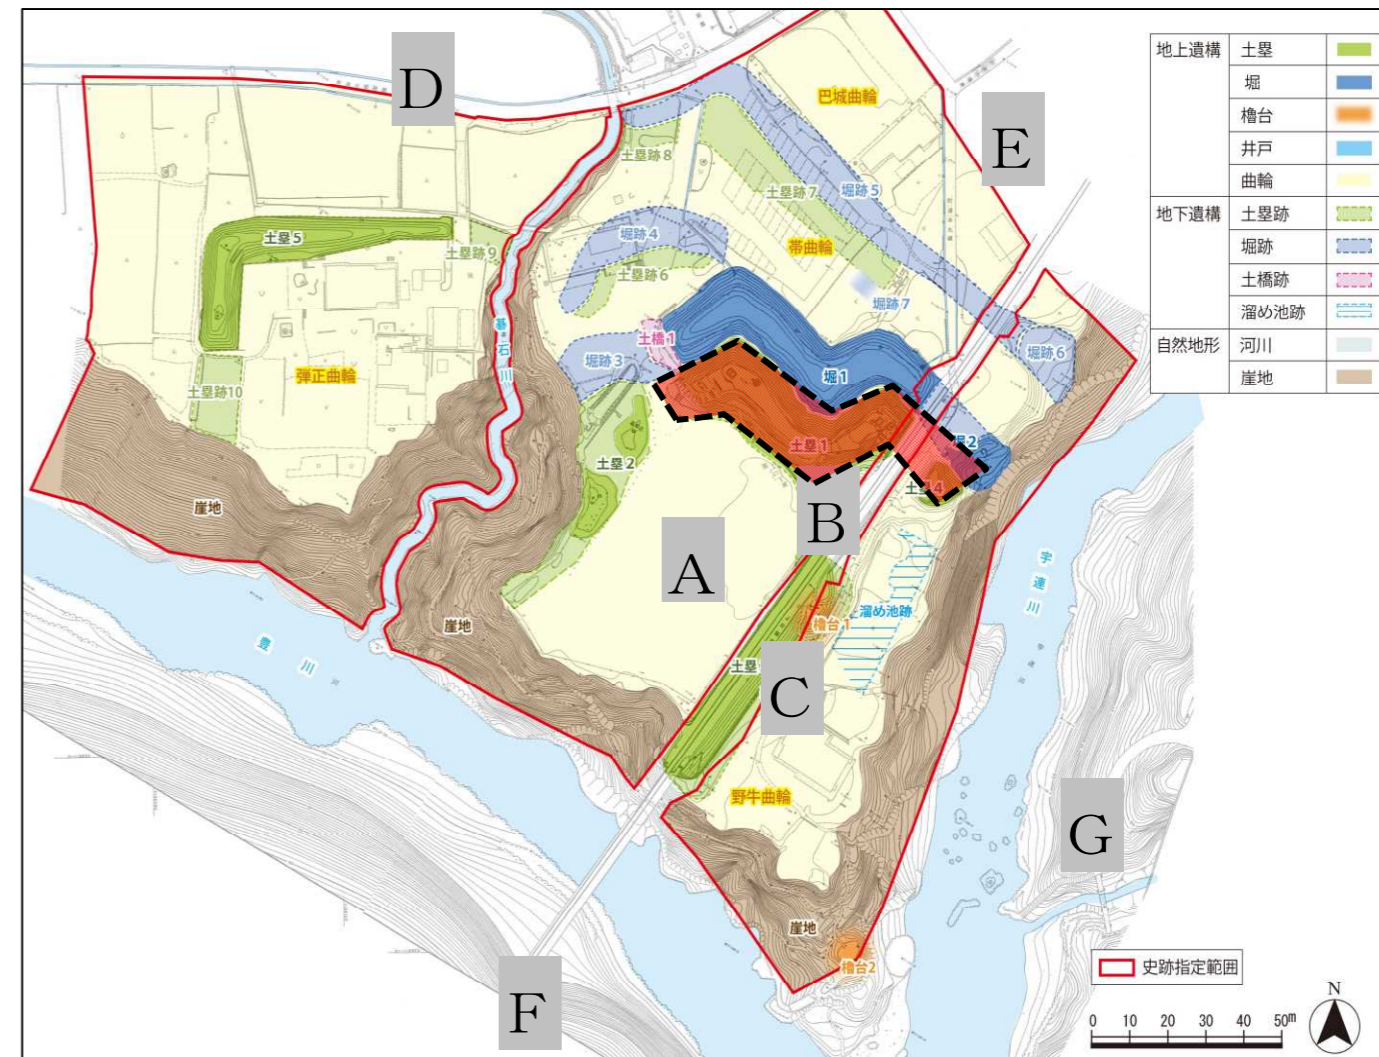 地上遺構
土塁
堀
櫓台
井戸
曲輪
地下遺構
土塁跡
堀跡
土橋跡
溜め池跡
自然地形
河川
崖地
D
E
巴城曲輪
土塁跡8
土塁跡7
堀跡5
土塁5
土塁跡9
堀跡4
帯曲輪
土塁跡6
堀跡7
碁石川
土橋1
堀跡3
堀跡6
弾正曲輪
土塁跡10
堀1
土塁1
土塁2
堀2
土塁4
B
A
崖地
崖地
宇連川
溜め池跡
櫓台1
豊川
土塁
C
野牛曲輪
G
崖地
櫓台2
F
史跡指定範囲
N
0 10 20 30 40 50m